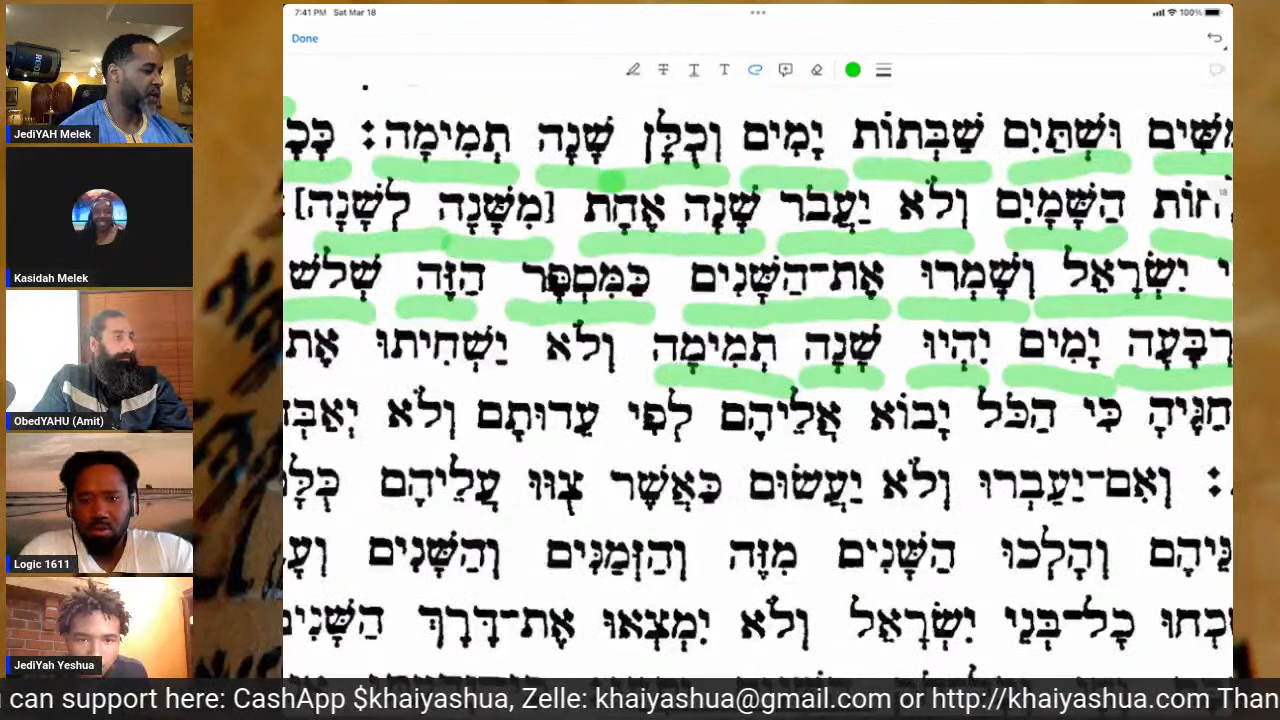 7:41 PM Sat Mar 18
100%
Done
18
JediYAH Melek
Kasidah Melek
ObedYAHU (Amit)
Logic 1611
JediYah Yeshua
וּשְׁתַּיִם שַׁבְּתוֹת יָמִים וְכֻלָּן שָׁנָה תְמִימָה:
הַשָּׁמַיִם וְלֹא יַעֲבֹר שָׁנָה אֶחָת [מִשָּׁנָה לְשָׁנָה]
יִשְׂרָאֵל וְשָׁמְרוּ אֶת־הַשָּׁנִים כַּמִּסְפָּר הַזֶּה
יָמִים יִהְיוּ שָׁנָה תְמִימָה וְלֹא יַשְׁחִיתוּ
כִּי הַכֹּל יָבוֹא אֲלֵיהֶם לְפִי עֵדוּתָם וְלֹא
: וְאִם־יַעַבְרוּ וְלֹא יַעֲשׂוּם כַּאֲשֶׁר צֻוּוּ עֲלֵיהֶם
וְהָלְכוּ הַשָּׁנִים מִזֶּה וְהַזְּמַנִּים וְהַשָּׁנִים
כָל־בְּנֵי יִשְׂרָאֵל וְלֹא יִמְצְאוּ אֶת־דֶּרֶךְ
can support here: CashApp $khaiyashua, Zelle: khaiyashua@gmail.com or http://khaiyashua.com Than